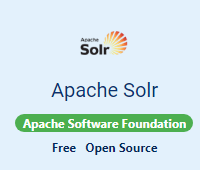 Apache
Solr
Apache Solr
Apache Software Foundation
Free Open Source